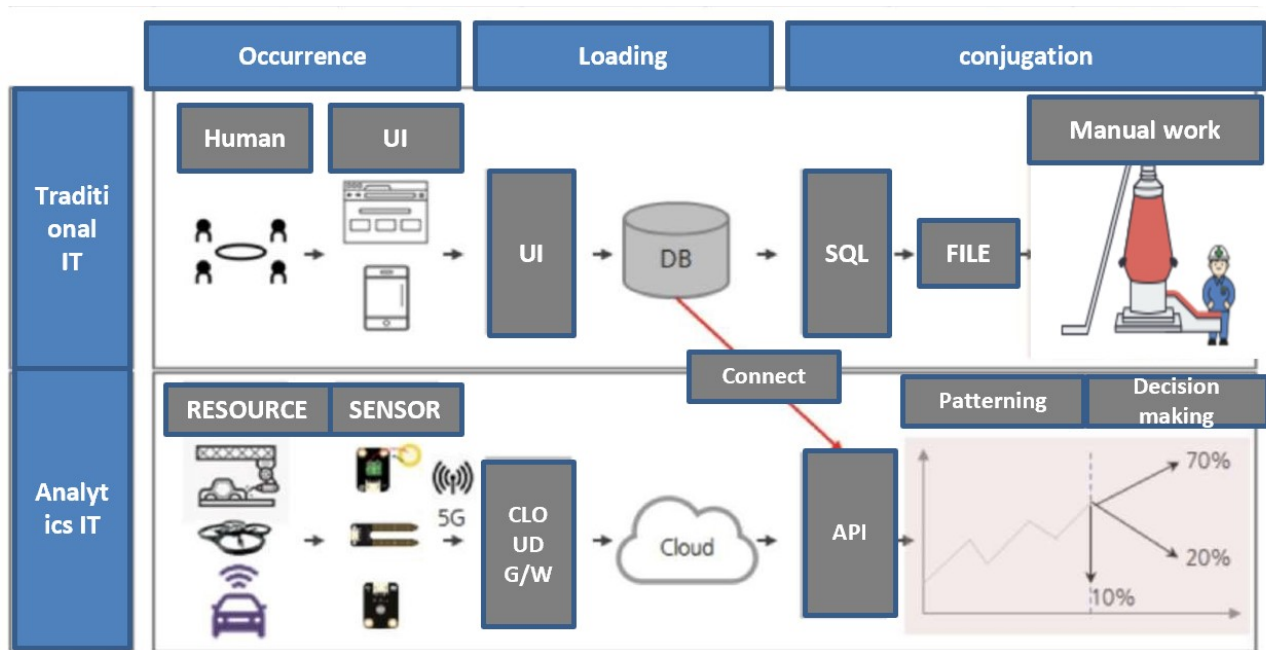 Occurrence
Loading
conjugation
Traditi
onal
IT
Human
UI
UI
DB
SQL
FILE
Manual work
Connect
Analyt
ics IT
RESOURCE
SENSOR
5G
CLO
UD
G/W
Cloud
API
Patterning
Decision
making
70%
20%
10%